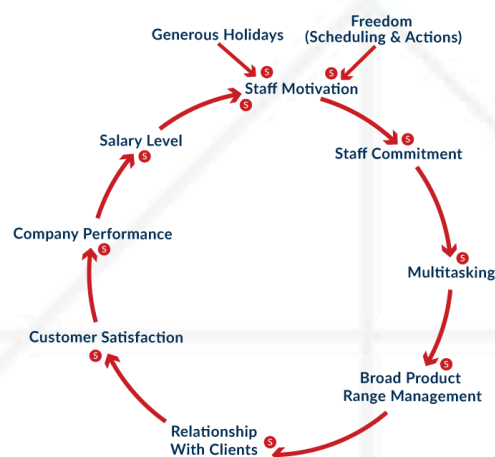 Generous Holidays
Freedom
(Scheduling & Actions)
S
S
Staff Motivation
S
S
Staff Commitment
Salary Level
S
Company Performance
S
S
Multitasking
Customer Satisfaction
S
S
Broad Product
Range Management
Relationship
With Clients
S